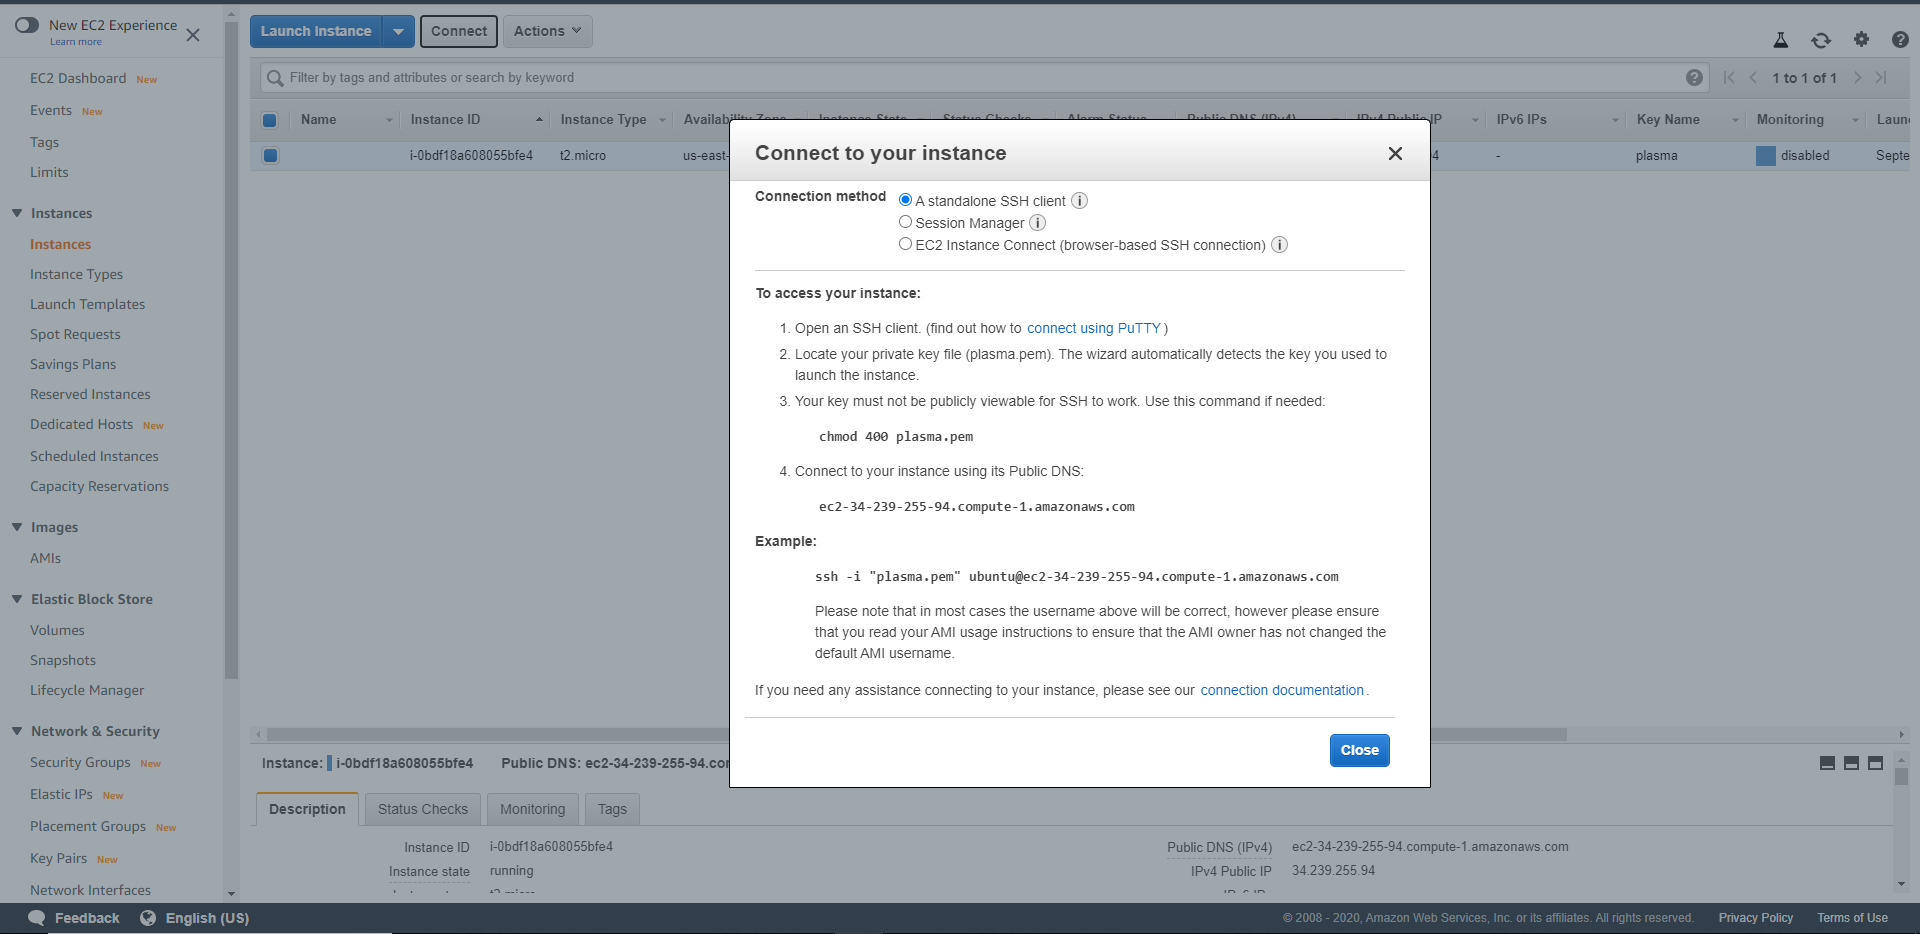 New EC2 Experience
Learn more
EC2 Dashboard New
Events New
Tags
Limits
Instances
Instances
Instance Types
Launch Templates
Spot Requests
Savings Plans
Reserved Instances
Dedicated Hosts New
Scheduled Instances
Capacity Reservations
Images
AMIs
Elastic Block Store
Volumes
Snapshots
Lifecycle Manager
Network & Security
Security Groups New
Elastic IPs New
Placement Groups New
Key Pairs New
Network Interfaces
Launch Instance Connect Actions
Filter by tags and attributes or search by keyword 1 to 1 of 1
Name Instance ID Instance Type Availability Zone Instance State Status Checks Alarm Status Public DNS (IPv4) IPv4 Public IP IPv6 IPs Key Name Monitoring Laun
i-0bdf18a608055bfe4 t2.micro us-east- 4 - plasma disabled Septe
Connect to your instance
Connection method
A standalone SSH client
Session Manager
EC2 Instance Connect (browser-based SSH connection)
To access your instance:
1. Open an SSH client. (find out how to connect using PuTTY)
2. Locate your private key file (plasma.pem). The wizard automatically detects the key you used to
launch the instance.
3. Your key must not be publicly viewable for SSH to work. Use this command if needed:
chmod 400 plasma.pem
4. Connect to your instance using its Public DNS:
ec2-34-239-255-94.compute-1.amazonaws.com
Example:
ssh -i "plasma.pem" ubuntu@ec2-34-239-255-94.compute-1.amazonaws.com
Please note that in most cases the username above will be correct, however please ensure
that you read your AMI usage instructions to ensure that the AMI owner has not changed the
default AMI username.
If you need any assistance connecting to your instance, please see our connection documentation.
Close
Instance: i-0bdf18a608055bfe4 Public DNS: ec2-34-239-255-94.co
Description Status Checks Monitoring Tags
Instance ID i-0bdf18a608055bfe4 Public DNS (IPv4) ec2-34-239-255-94.compute-1.amazonaws.com
Instance state running IPv4 Public IP 34.239.255.94
Feedback English (US) © 2008 - 2020, Amazon Web Services, Inc. or its affiliates. All rights reserved. Privacy Policy Terms of Use